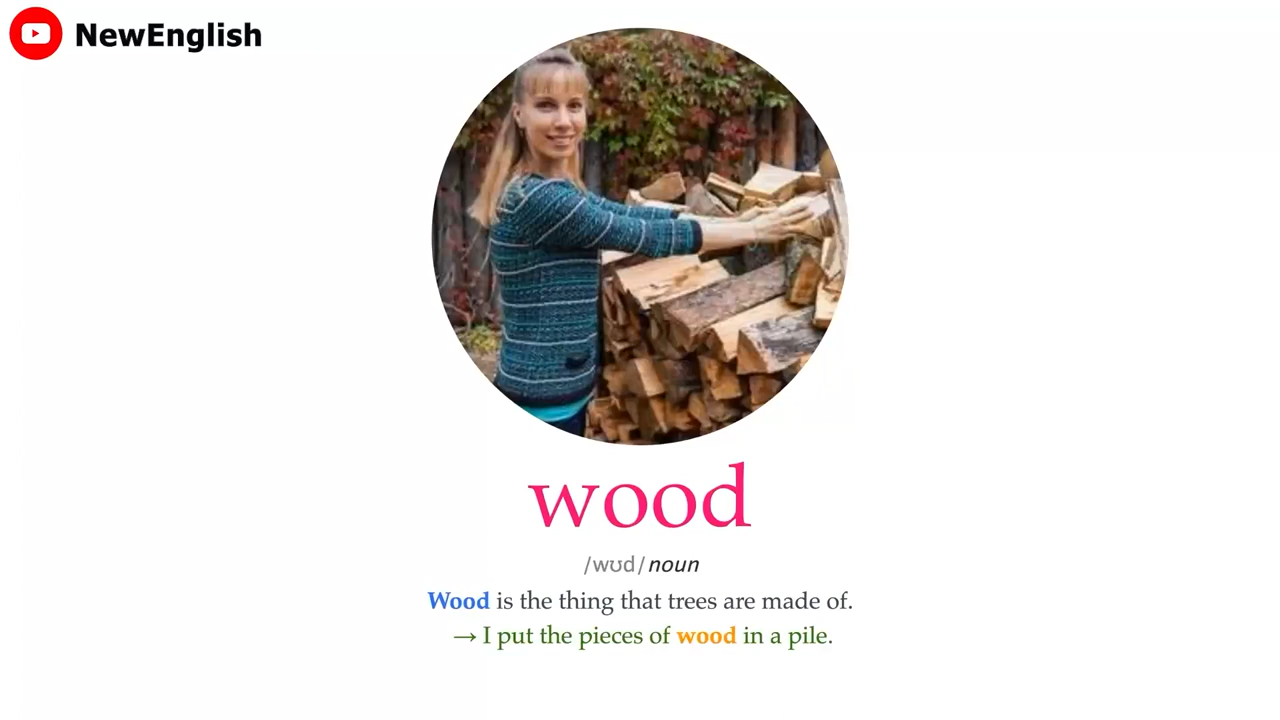 NewEnglish
wood
/wʊd/ noun
Wood is the thing that trees are made of.
→ I put the pieces of wood in a pile.